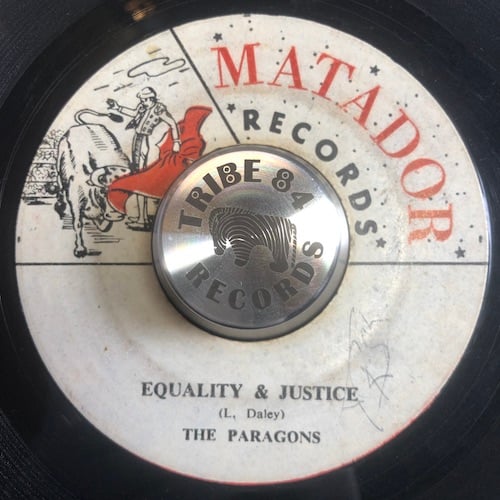 MATADOR
RECORDS
TRIBE 84
RECORDS
EQUALITY & JUSTICE
(L, Daley)
THE PARAGONS